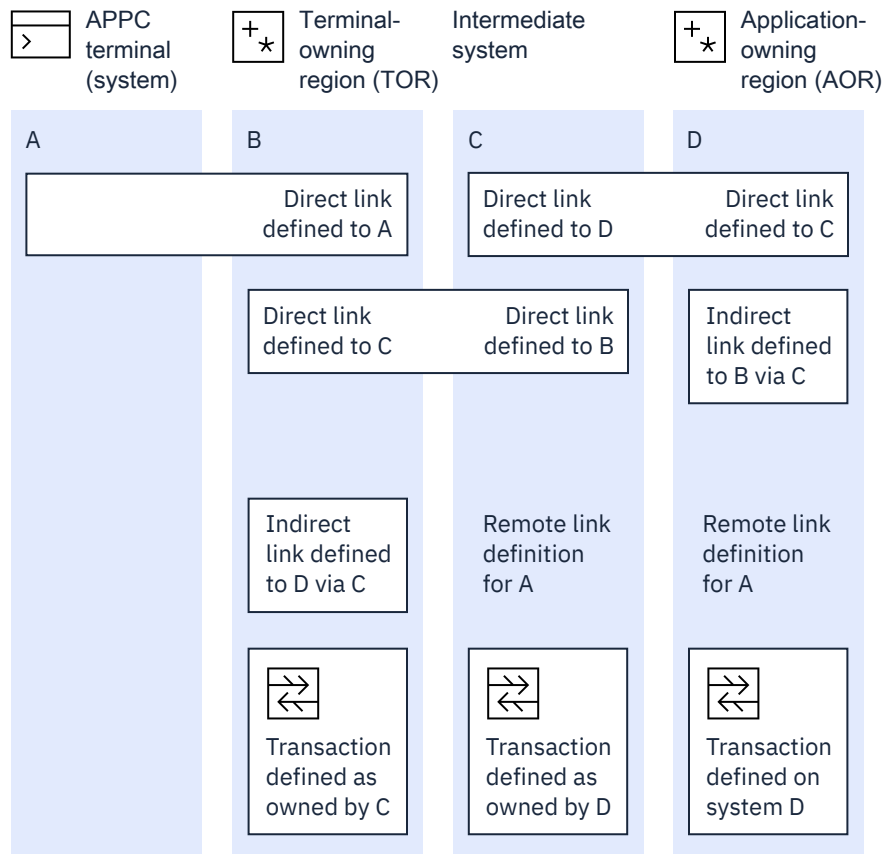 APPC
terminal
(system)
Terminal-
owning
region (TOR)
Intermediate
system
Application-
owning
region (AOR)
A
B
C
D
Direct link
defined to A
Direct link
defined to D
Direct link
defined to C
Direct link
defined to C
Direct link
defined to B
Indirect
link defined
to B via C
Indirect
link defined
to D via C
Remote link
definition
for A
Remote link
definition
for A
Transaction
defined as
owned by C
Transaction
defined as
owned by D
Transaction
defined on
system D